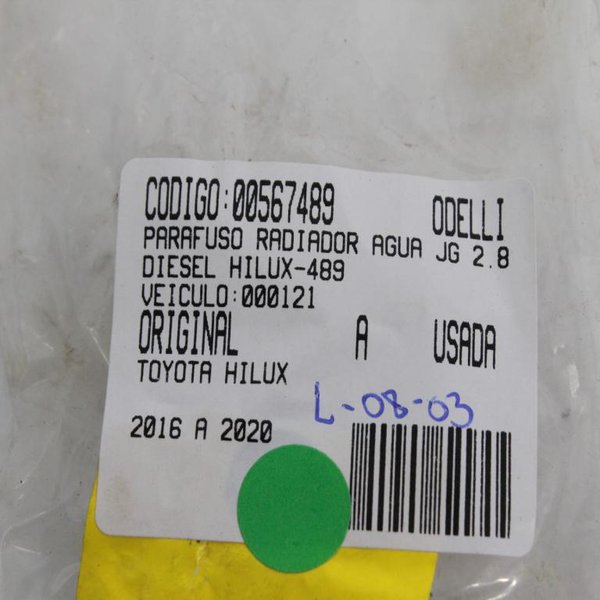 CODIGO:00567489 ODELLI
PARAFUSO RADIADOR AGUA JG 2.8
DIESEL HILUX-489
VEICULO:000121
ORIGINAL A USADA
TOYOTA HILUX
L-08-03
2016 A 2020